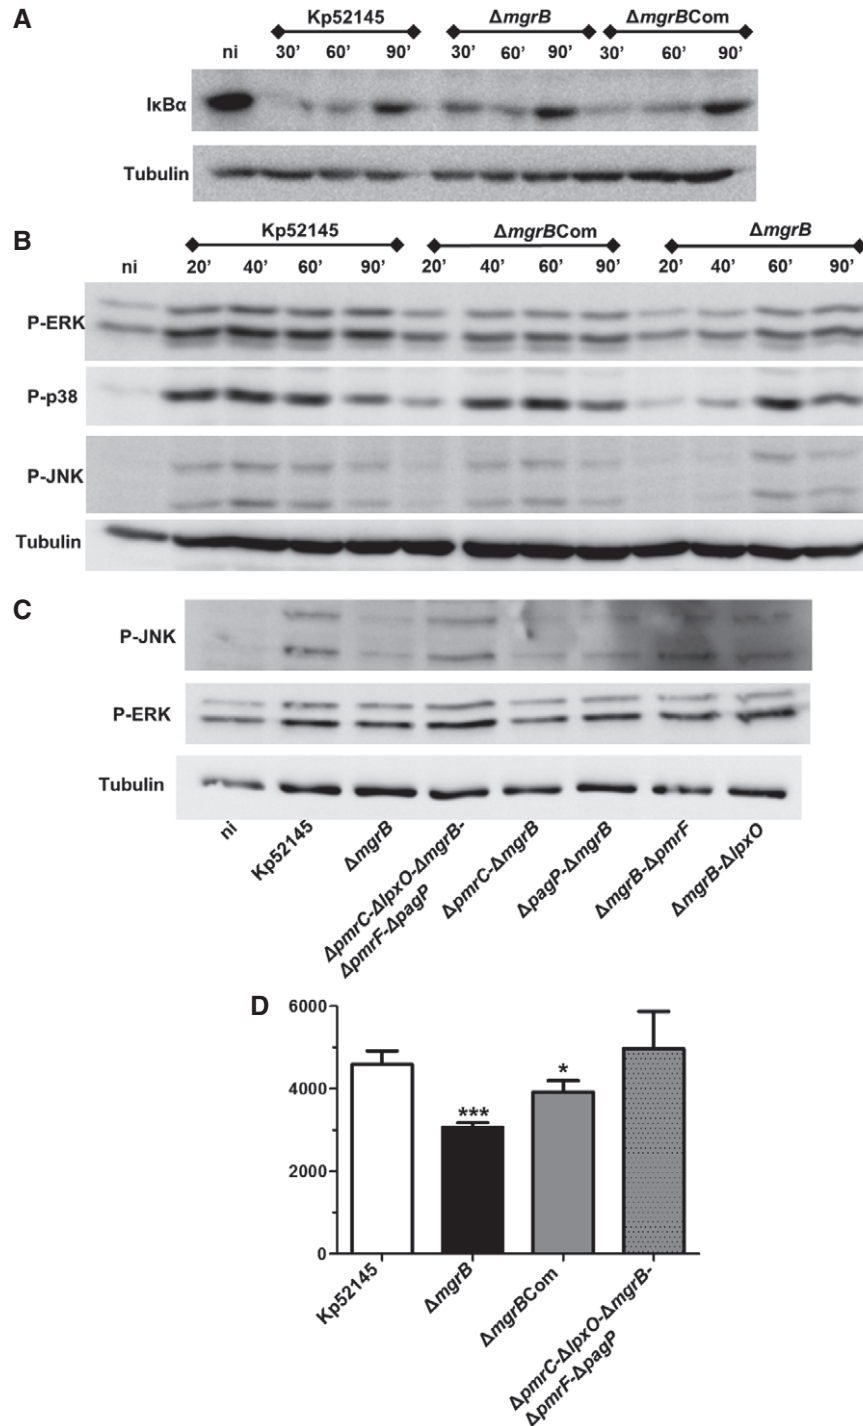 A
Kp52145 ΔmgrB ΔmgrBCom
ni 30’ 60’ 90’ 30’ 60’ 90’ 30’ 60’ 90’
IκBα
Tubulin
B
Kp52145 ΔmgrBCom ΔmgrB
ni 20’ 40’ 60’ 90’ 20’ 40’ 60’ 90’ 20’ 40’ 60’ 90’
P-ERK
P-p38
P-JNK
Tubulin
C
P-JNK
P-ERK
Tubulin
ni
Kp52145
ΔmgrB
ΔpmrC-ΔlpxO-ΔmgrB-
ΔpmrF-ΔpagP
ΔpmrC-ΔmgrB
ΔpagP-ΔmgrB
ΔmgrB-ΔpmrF
ΔmgrB-ΔlpxO
D
6000
4000
2000
0
***
*
Kp52145
ΔmgrB
ΔmgrBCom
ΔpmrC-ΔlpxO-ΔmgrB-
ΔpmrF-ΔpagP